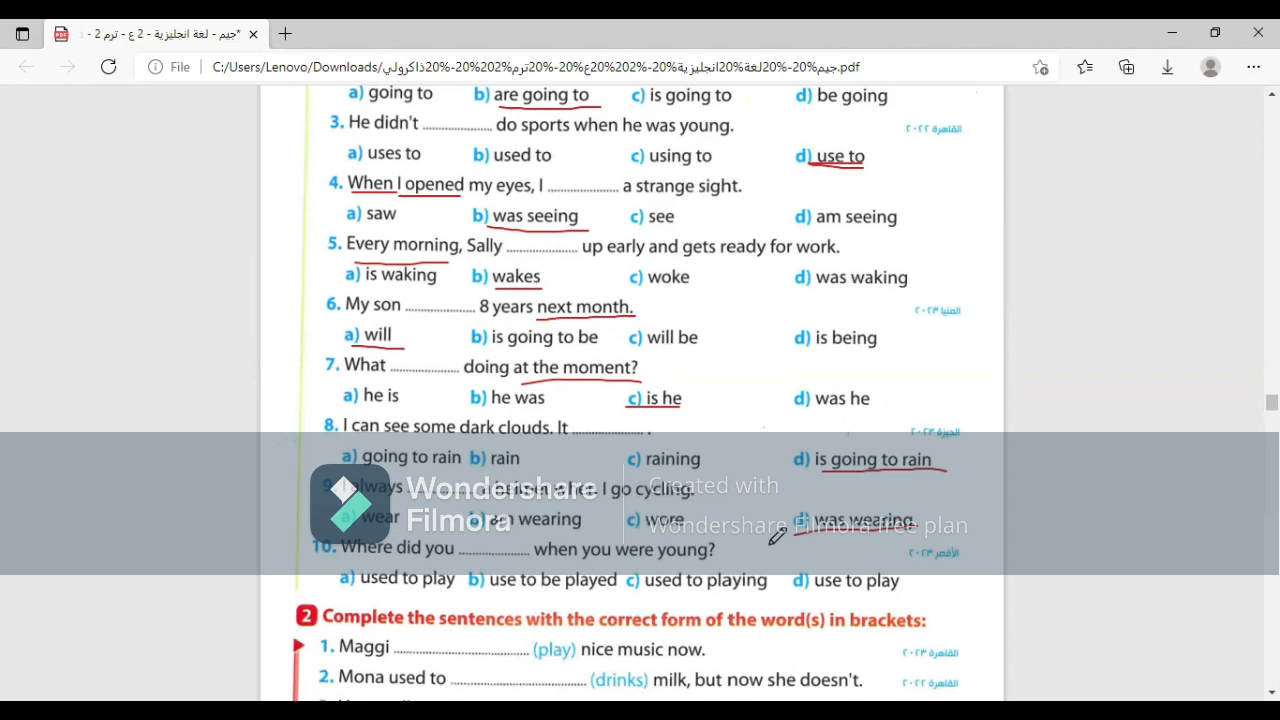 *جيم - لغة انجليزية - 2 ع - ترم 2 - د
File C:/Users/Lenovo/Downloads/جيم%20-%20لغة%20انجليزية%20-%202%20ع%20-%20ترم%202%20-%20ذاكرولي.pdf
a) going to b) are going to c) is going to d) be going
3. He didn't ................ do sports when he was young. القاهرة ٢٠٢٢
a) uses to b) used to c) using to d) use to
4. When I opened my eyes, I ................ a strange sight.
a) saw b) was seeing c) see d) am seeing
5. Every morning, Sally ................ up early and gets ready for work.
a) is waking b) wakes c) woke d) was waking
6. My son ................ 8 years next month. المنيا ٢٠٢٣
a) will b) is going to be c) will be d) is being
7. What ................ doing at the moment?
a) he is b) he was c) is he d) was he
8. I can see some dark clouds. It ................ . الجيزة ٢٠٢٣
a) going to rain b) rain c) raining d) is going to rain
9. I always ................ a helmet when I go cycling.
a) wear b) am wearing c) wore d) was wearing
Wondershare Filmora
Created with
Wondershare Filmora free plan
10. Where did you ................ when you were young? الأقصر ٢٠٢٣
a) used to play b) use to be played c) used to playing d) use to play
2 Complete the sentences with the correct form of the word(s) in brackets:
1. Maggi ................ (play) nice music now. القاهرة ٢٠٢٣
2. Mona used to ................ (drinks) milk, but now she doesn't. القاهرة ٢٠٢٢